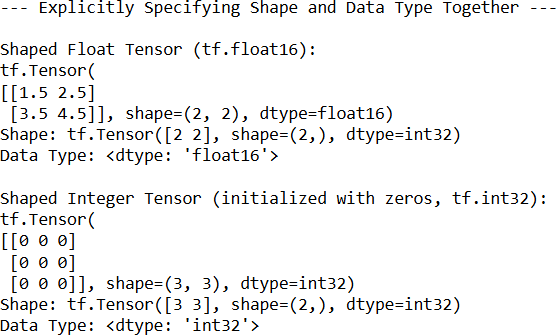 --- Explicitly Specifying Shape and Data Type Together ---
Shaped Float Tensor (tf.float16):
tf.Tensor(
[[1.5 2.5]
 [3.5 4.5]], shape=(2, 2), dtype=float16)
Shape: tf.Tensor([2 2], shape=(2,), dtype=int32)
Data Type: <dtype: 'float16'>
Shaped Integer Tensor (initialized with zeros, tf.int32):
tf.Tensor(
[[0 0 0]
 [0 0 0]
 [0 0 0]], shape=(3, 3), dtype=int32)
Shape: tf.Tensor([3 3], shape=(2,), dtype=int32)
Data Type: <dtype: 'int32'>